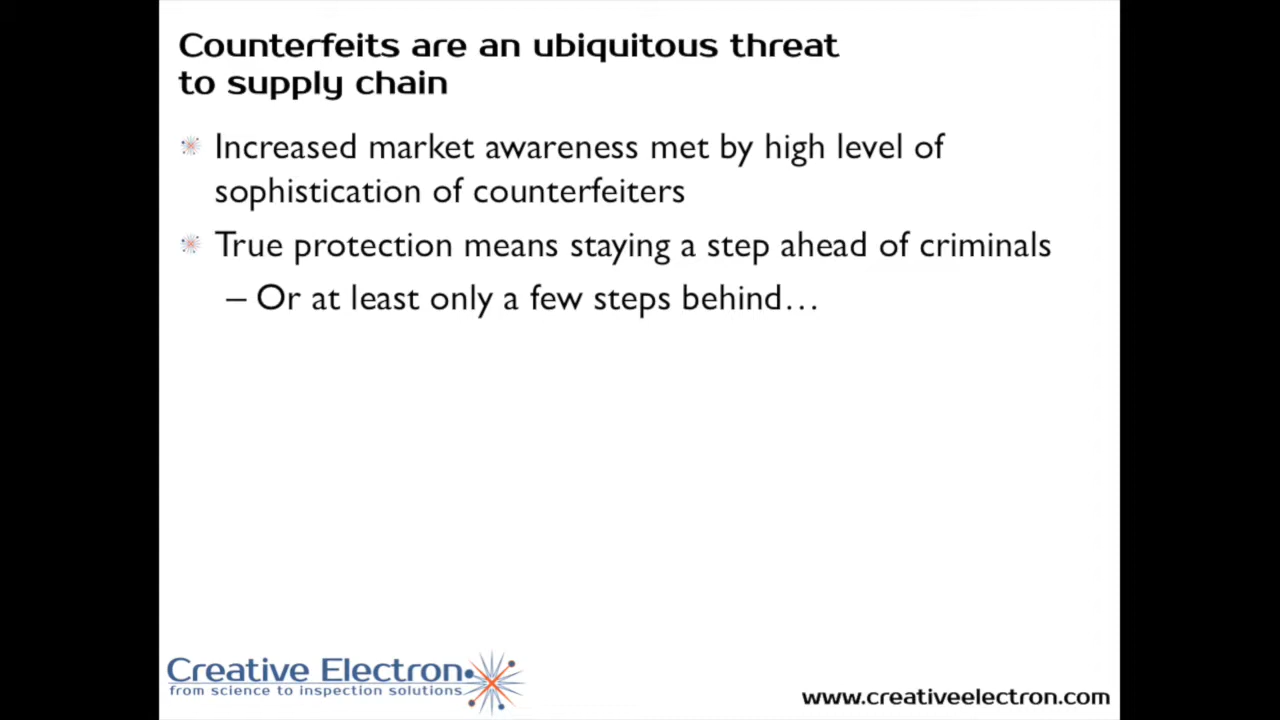 Counterfeits are an ubiquitous threat
to supply chain
Increased market awareness met by high level of
sophistication of counterfeiters
True protection means staying a step ahead of criminals
– Or at least only a few steps behind…
Creative Electron
from science to inspection solutions
www.creativeelectron.com